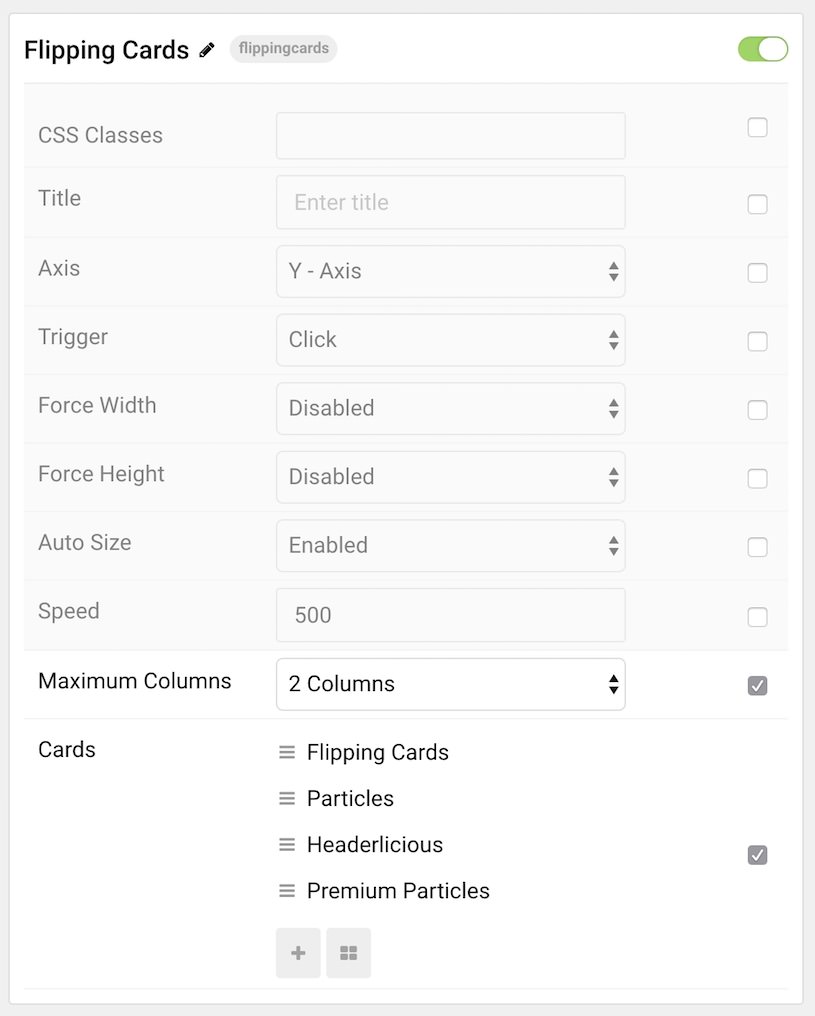 Flipping Cards flippingcards
CSS Classes
Title Enter title
Axis Y - Axis
Trigger Click
Force Width Disabled
Force Height Disabled
Auto Size Enabled
Speed 500
Maximum Columns 2 Columns
Cards Flipping Cards
Particles
Headerlicious
Premium Particles